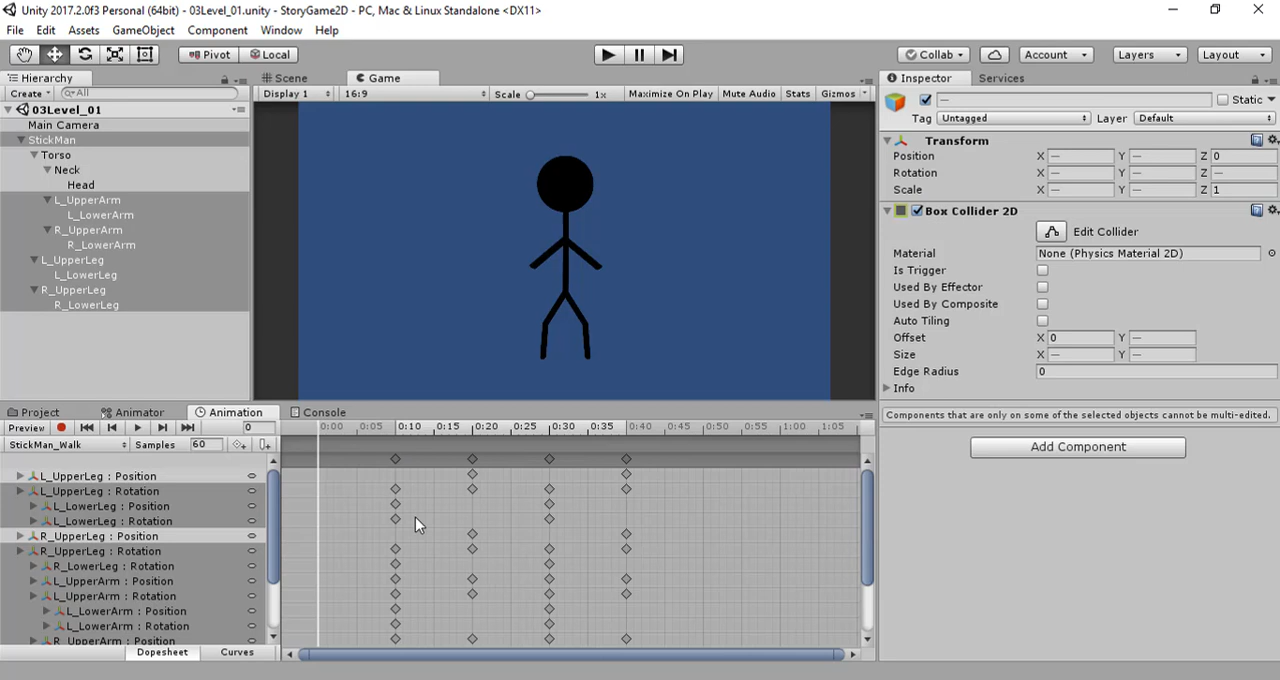 Unity 2017.2.0f3 Personal (64bit) - 03Level_01.unity - StoryGame2D - PC, Mac & Linux Standalone <DX11>
File Edit Assets GameObject Component Window Help
Pivot Local Collab Account Layers Layout
Hierarchy Scene Game Inspector Services
Create All Display 1 16:9 Scale 1x Maximize On Play Mute Audio Stats Gizmos — Static
03Level_01
Main Camera
StickMan
Torso
Neck
Head
L_UpperArm
L_LowerArm
R_UpperArm
R_LowerArm
L_UpperLeg
L_LowerLeg
R_UpperLeg
R_LowerLeg
Tag Untagged Layer Default
Transform
Position X — Y — Z 0
Rotation X — Y — Z —
Scale X — Y — Z 1
Box Collider 2D
Edit Collider
Material None (Physics Material 2D)
Is Trigger
Used By Effector
Used By Composite
Auto Tiling
Offset X 0 Y —
Size X — Y —
Edge Radius 0
Info
Components that are only on some of the selected objects cannot be multi-edited.
Add Component
Project Animator Animation Console
Preview 0 0:00 0:05 0:10 0:15 0:20 0:25 0:30 0:35 0:40 0:45 0:50 0:55 1:00 1:05
StickMan_Walk Samples 60
L_UpperLeg : Position
L_UpperLeg : Rotation
L_LowerLeg : Position
L_LowerLeg : Rotation
R_UpperLeg : Position
R_UpperLeg : Rotation
R_LowerLeg : Rotation
L_UpperArm : Position
L_UpperArm : Rotation
L_LowerArm : Position
L_LowerArm : Rotation
R_UpperArm : Position
Dopesheet Curves